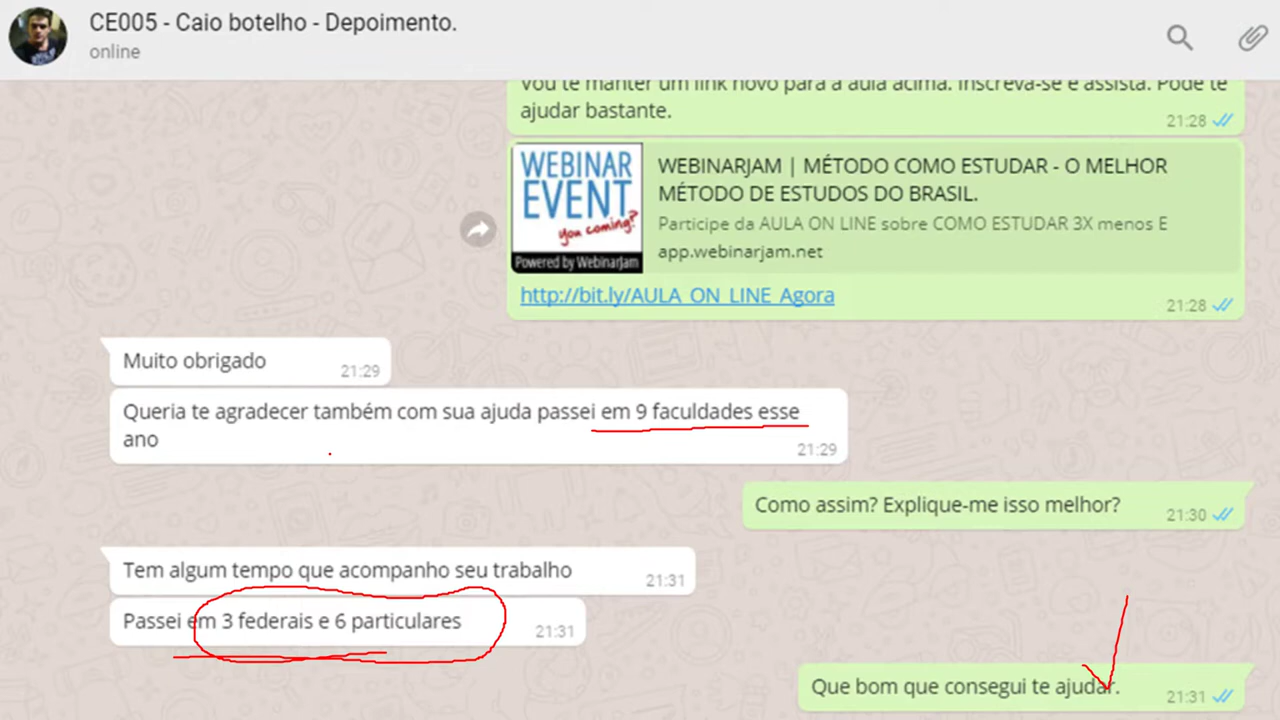 CE005 - Caio botelho - Depoimento.
online
Vou te manter um link novo para a aula acima. Inscreva-se e assista. Pode te
ajudar bastante.
21:28
WEBINAR
EVENT
you coming?
Powered by WebinarJam
WEBINARJAM | MÉTODO COMO ESTUDAR - O MELHOR
MÉTODO DE ESTUDOS DO BRASIL.
Participe da AULA ON LINE sobre COMO ESTUDAR 3X menos E
app.webinarjam.net
http://bit.ly/AULA_ON_LINE_Agora
21:28
Muito obrigado
21:29
Queria te agradecer também com sua ajuda passei em 9 faculdades esse
ano
21:29
Como assim? Explique-me isso melhor?
21:30
Tem algum tempo que acompanho seu trabalho
21:31
Passei em 3 federais e 6 particulares
21:31
Que bom que consegui te ajudar.
21:31